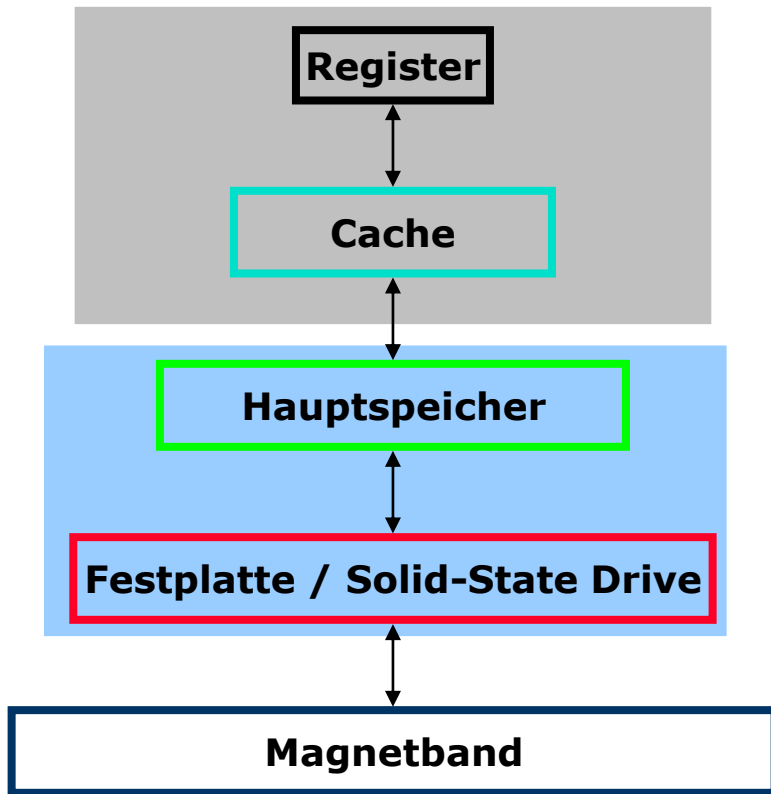 Register
Cache
Hauptspeicher
Festplatte / Solid-State Drive
Magnetband